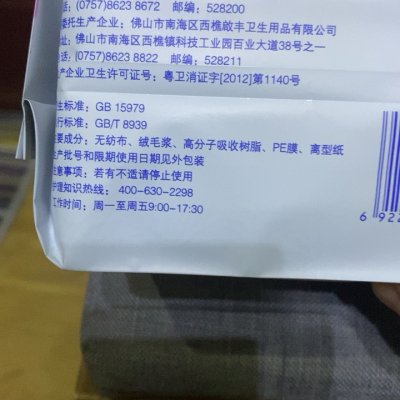 (0757)8623 8672 邮编：528200
委托生产企业：佛山市南海区西樵啟丰卫生用品有限公司
址：佛山市南海区西樵镇科技工业园百业大道38号之一
话：(0757)8623 8822 邮编：528211
产企业卫生许可证号：粤卫消证字[2012]第1140号
生标准：GB 15979
行标准：GB/T 8939
要成分：无纺布、绒毛浆、高分子吸收树脂、PE膜、离型纸
产批号和限期使用日期见外包装
注意事项：若有不适请停止使用
护理知识热线：400-630-2298
工作时间：周一至周五9:00-17:30
6 922